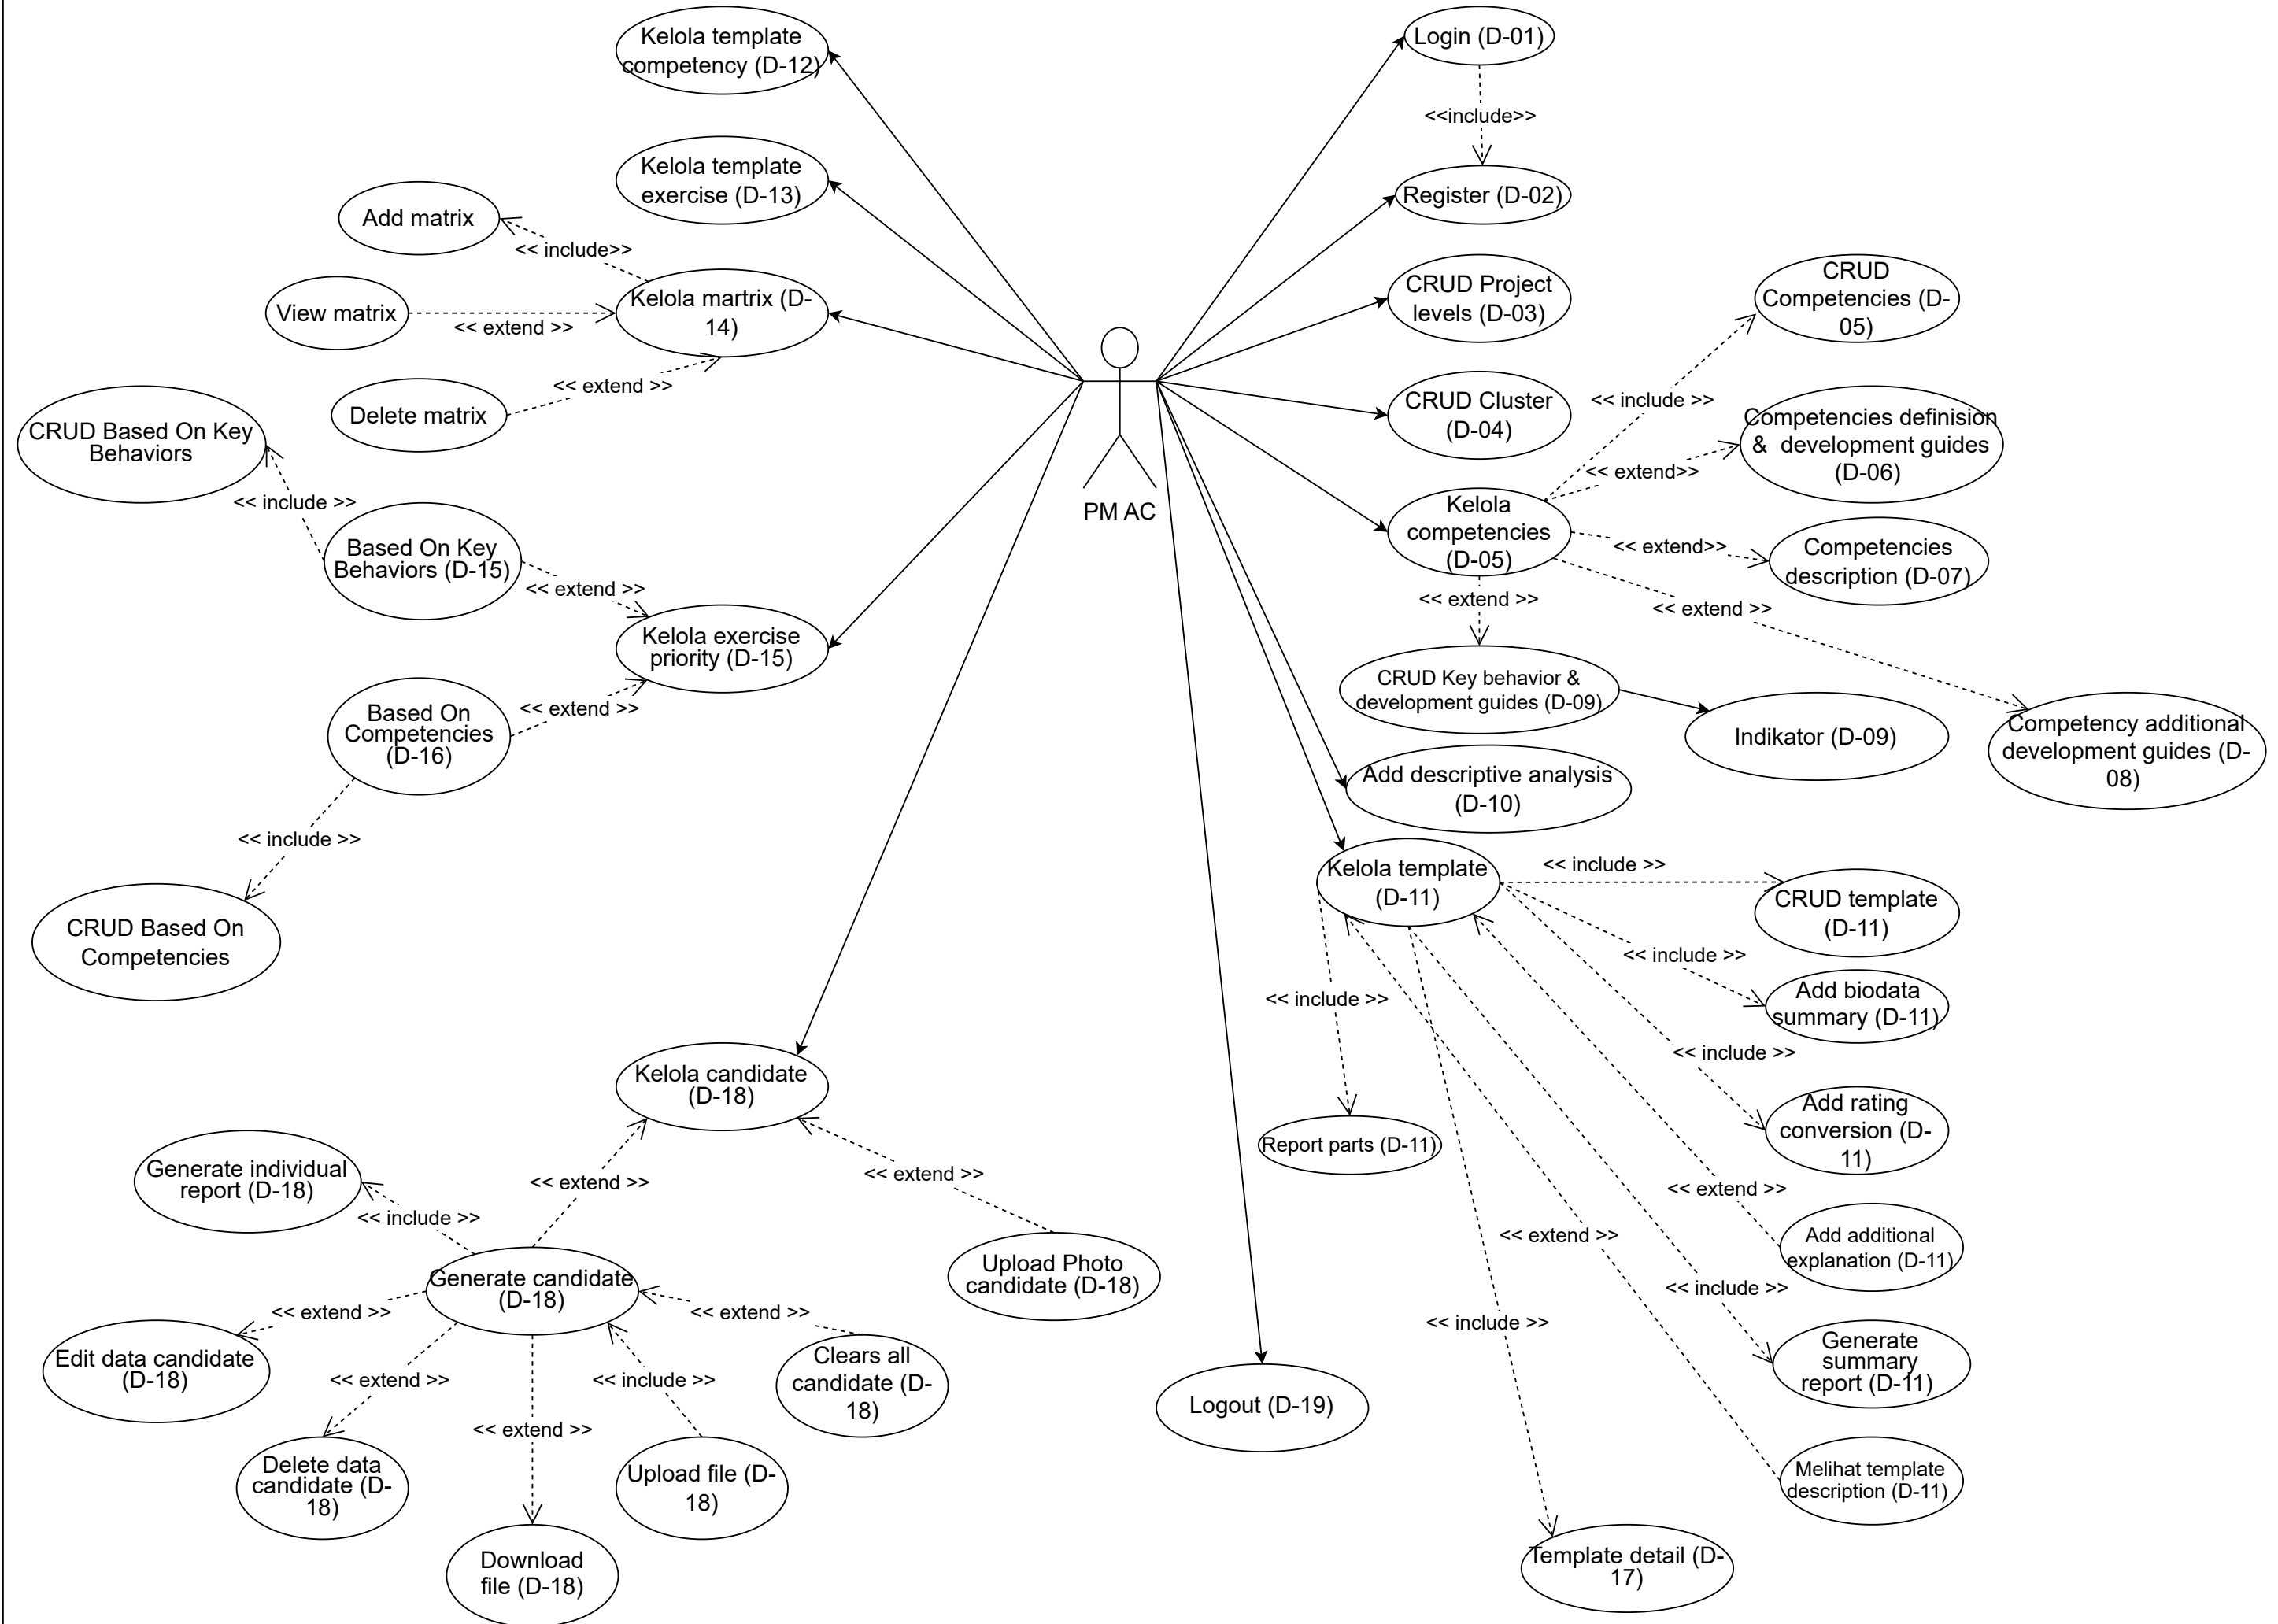 Kelola template
competency (D-12)
Login (D-01)
<<include>>
Kelola template
exercise (D-13)
Register (D-02)
Add matrix
<< include>>
View matrix
<< extend >>
Kelola martrix (D-
14)
Delete matrix
<< extend >>
CRUD Project
levels (D-03)
CRUD
Competencies (D-
05)
CRUD Cluster
(D-04)
<< include >>
Competencies definision
& development guides
(D-06)
<< extend>>
PM AC
Kelola
competencies
(D-05)
<< extend>>
Competencies
description (D-07)
<< extend >>
<< extend >>
CRUD Based On Key
Behaviors
<< include >>
Based On Key
Behaviors (D-15)
<< extend >>
Kelola exercise
priority (D-15)
Based On
Competencies
(D-16)
<< extend >>
<< include >>
CRUD Based On
Competencies
CRUD Key behavior &
development guides (D-09)
Indikator (D-09)
Competency additional
development guides (D-
08)
Add descriptive analysis
(D-10)
Kelola template
(D-11)
<< include >>
CRUD template
(D-11)
<< include >>
Add biodata
summary (D-11)
<< include >>
<< include >>
Add rating
conversion (D-
11)
Report parts (D-11)
<< extend >>
Add additional
explanation (D-11)
<< extend >>
<< include >>
<< include >>
Generate
summary
report (D-11)
Melihat template
description (D-11)
Template detail (D-
17)
Kelola candidate
(D-18)
Generate individual
report (D-18)
<< extend >>
<< extend >>
<< include >>
Generate candidate
(D-18)
Upload Photo
candidate (D-18)
<< extend >>
<< extend >>
Edit data candidate
(D-18)
<< extend >>
<< include >>
Clears all
candidate (D-
18)
<< extend >>
Delete data
candidate (D-
18)
Upload file (D-
18)
Download
file (D-18)
Logout (D-19)